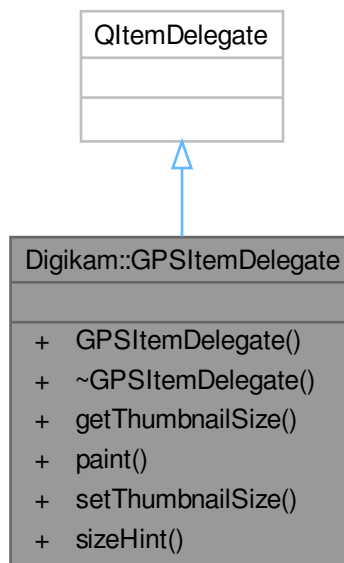 QItemDelegate
Digikam::GPSItemDelegate
+ GPSItemDelegate()
+ ~GPSItemDelegate()
+ getThumbnailSize()
+ paint()
+ setThumbnailSize()
+ sizeHint()